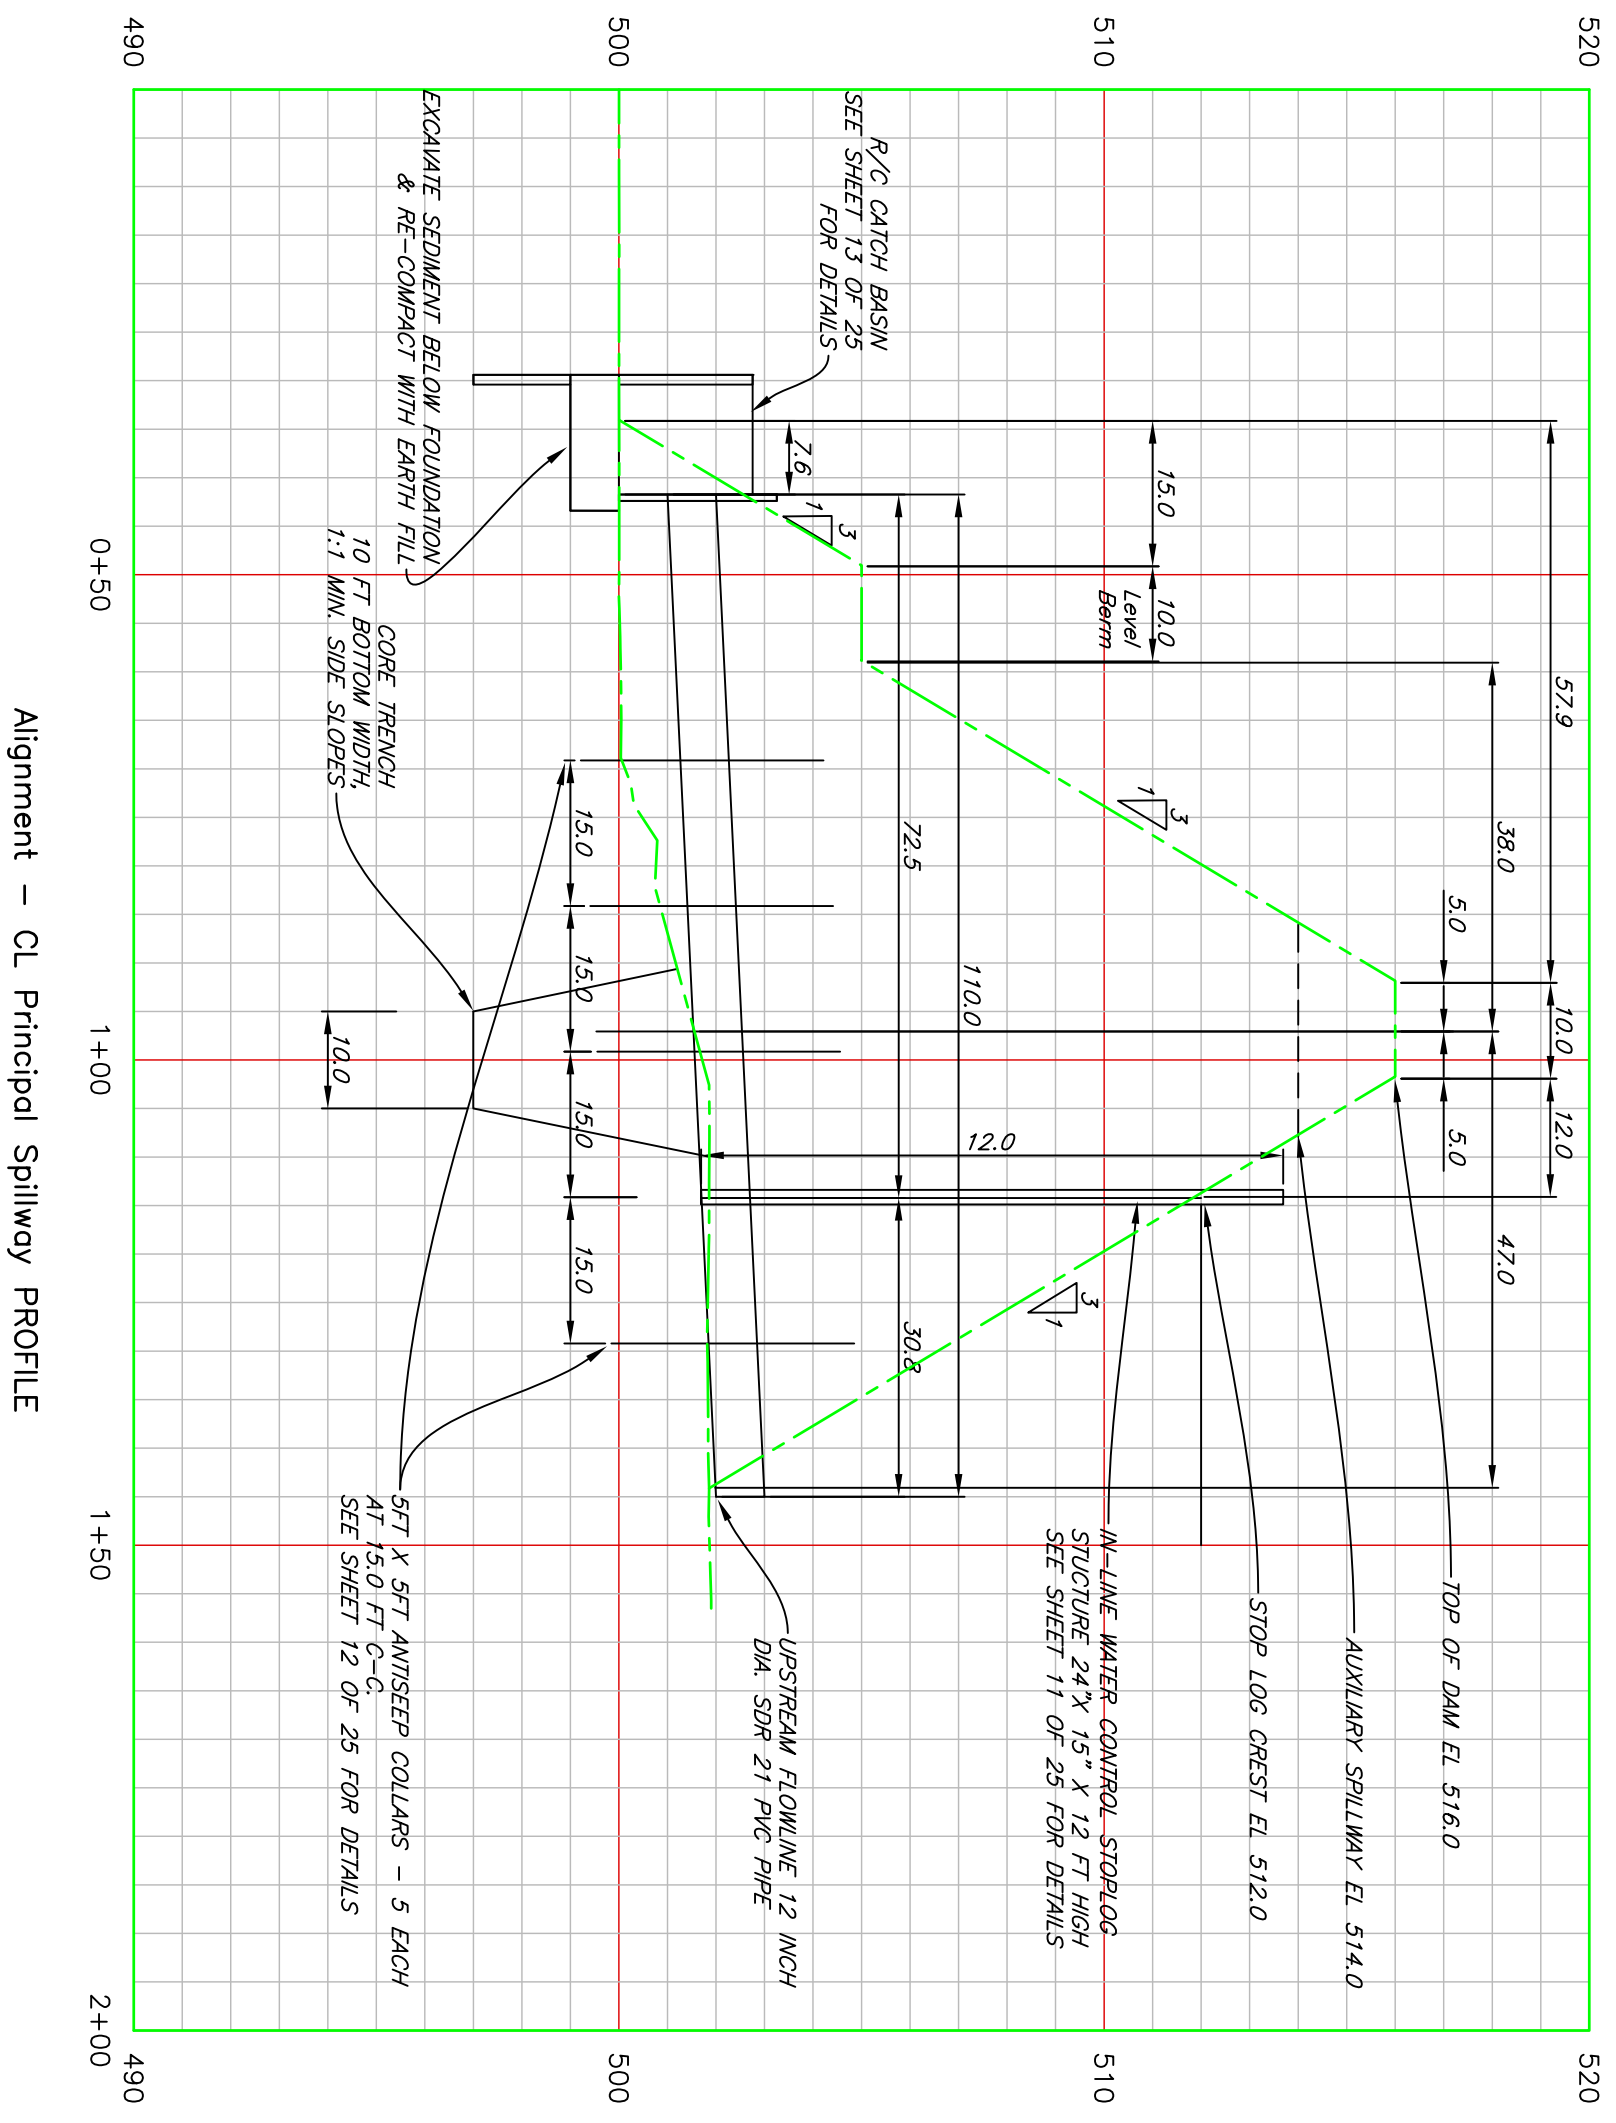 520
510
500
490
520
510
500
490
0+50
1+00
1+50
2+00
57.9
10.0
12.0
38.0
47.0
5.0
5.0
15.0
10.0
Level
Berm
110.0
72.5
30.8
7.6
12.0
1
3
1
3
3
1
15.0
15.0
15.0
15.0
10.0
R/C CATCH BASIN
SEE SHEET 13 OF 25
FOR DETAILS
EXCAVATE SEDIMENT BELOW FOUNDATION
& RE-COMPACT WITH EARTH FILL
CORE TRENCH
10 FT BOTTOM WIDTH,
1:1 MIN. SIDE SLOPES
TOP OF DAM EL 516.0
AUXILIARY SPILLWAY EL 514.0
STOP LOG CREST EL 512.0
IN-LINE WATER CONTROL STOPLOG
STUCTURE 24"X 15" X 12 FT HIGH
SEE SHEET 11 OF 25 FOR DETAILS
UPSTREAM FLOWLINE 12 INCH
DIA. SDR 21 PVC PIPE
5FT X 5FT ANTISEEP COLLARS - 5 EACH
AT 15.0 FT C-C.
SEE SHEET 12 OF 25 FOR DETAILS
Alignment - CL Principal Spillway PROFILE